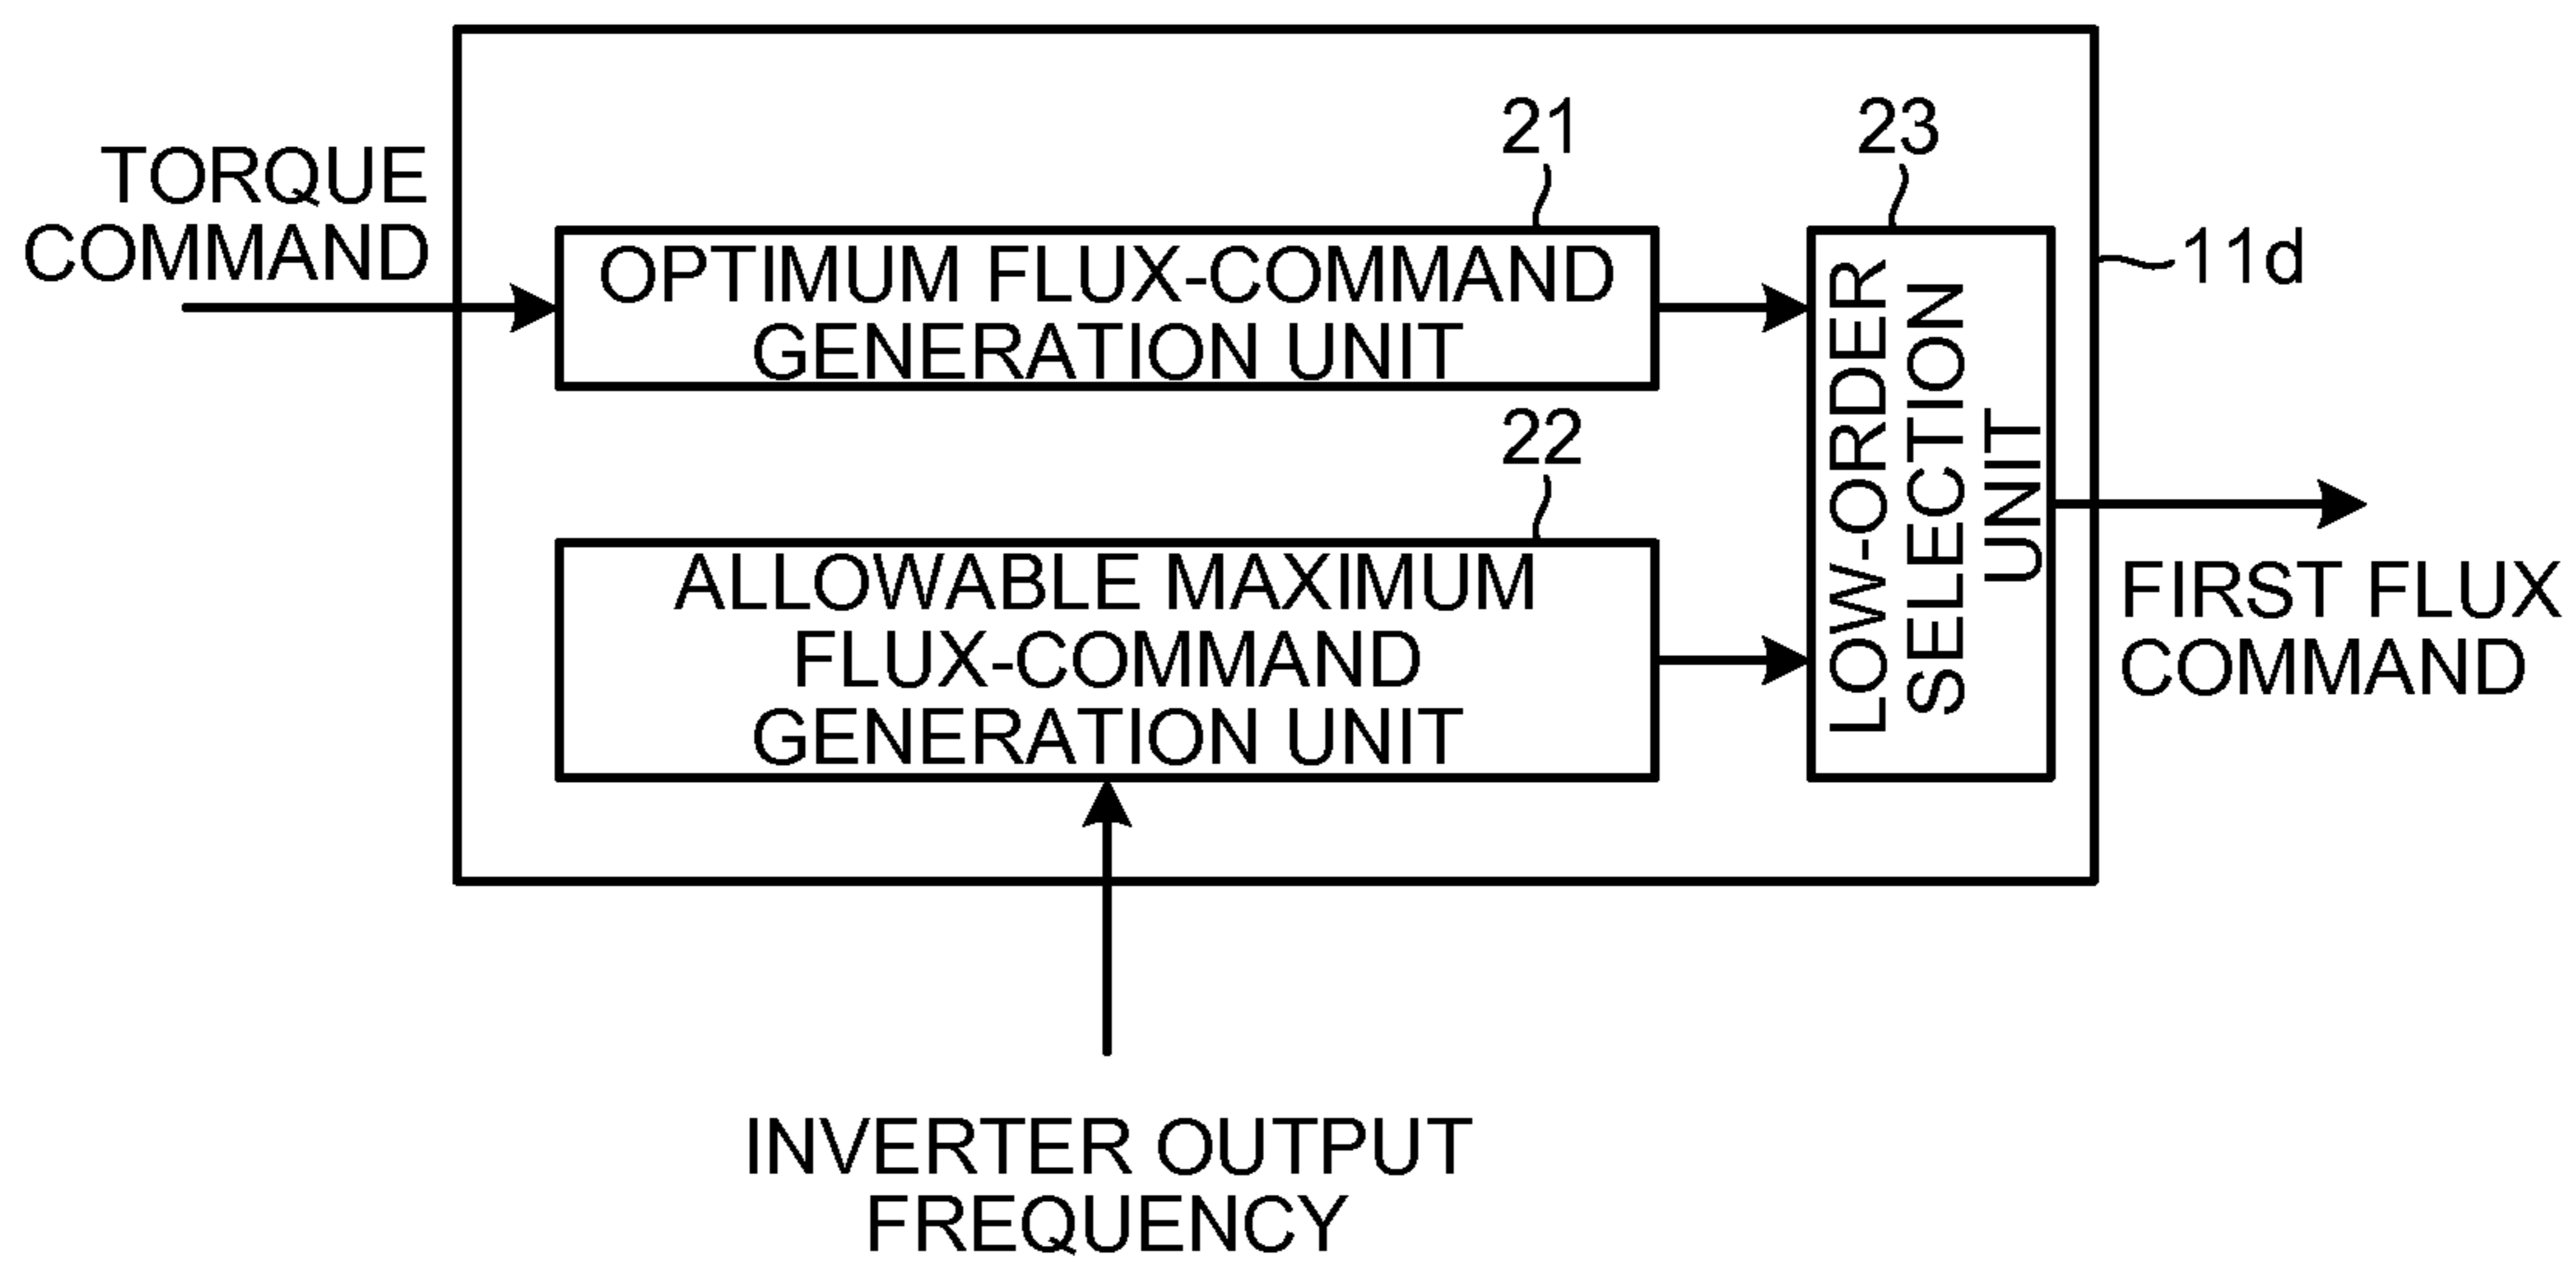 TORQUE
COMMAND
21
23
OPTIMUM FLUX-COMMAND
GENERATION UNIT
11d
22
ALLOWABLE MAXIMUM
FLUX-COMMAND
GENERATION UNIT
LOW-ORDER
SELECTION
UNIT
FIRST FLUX
COMMAND
INVERTER OUTPUT
FREQUENCY